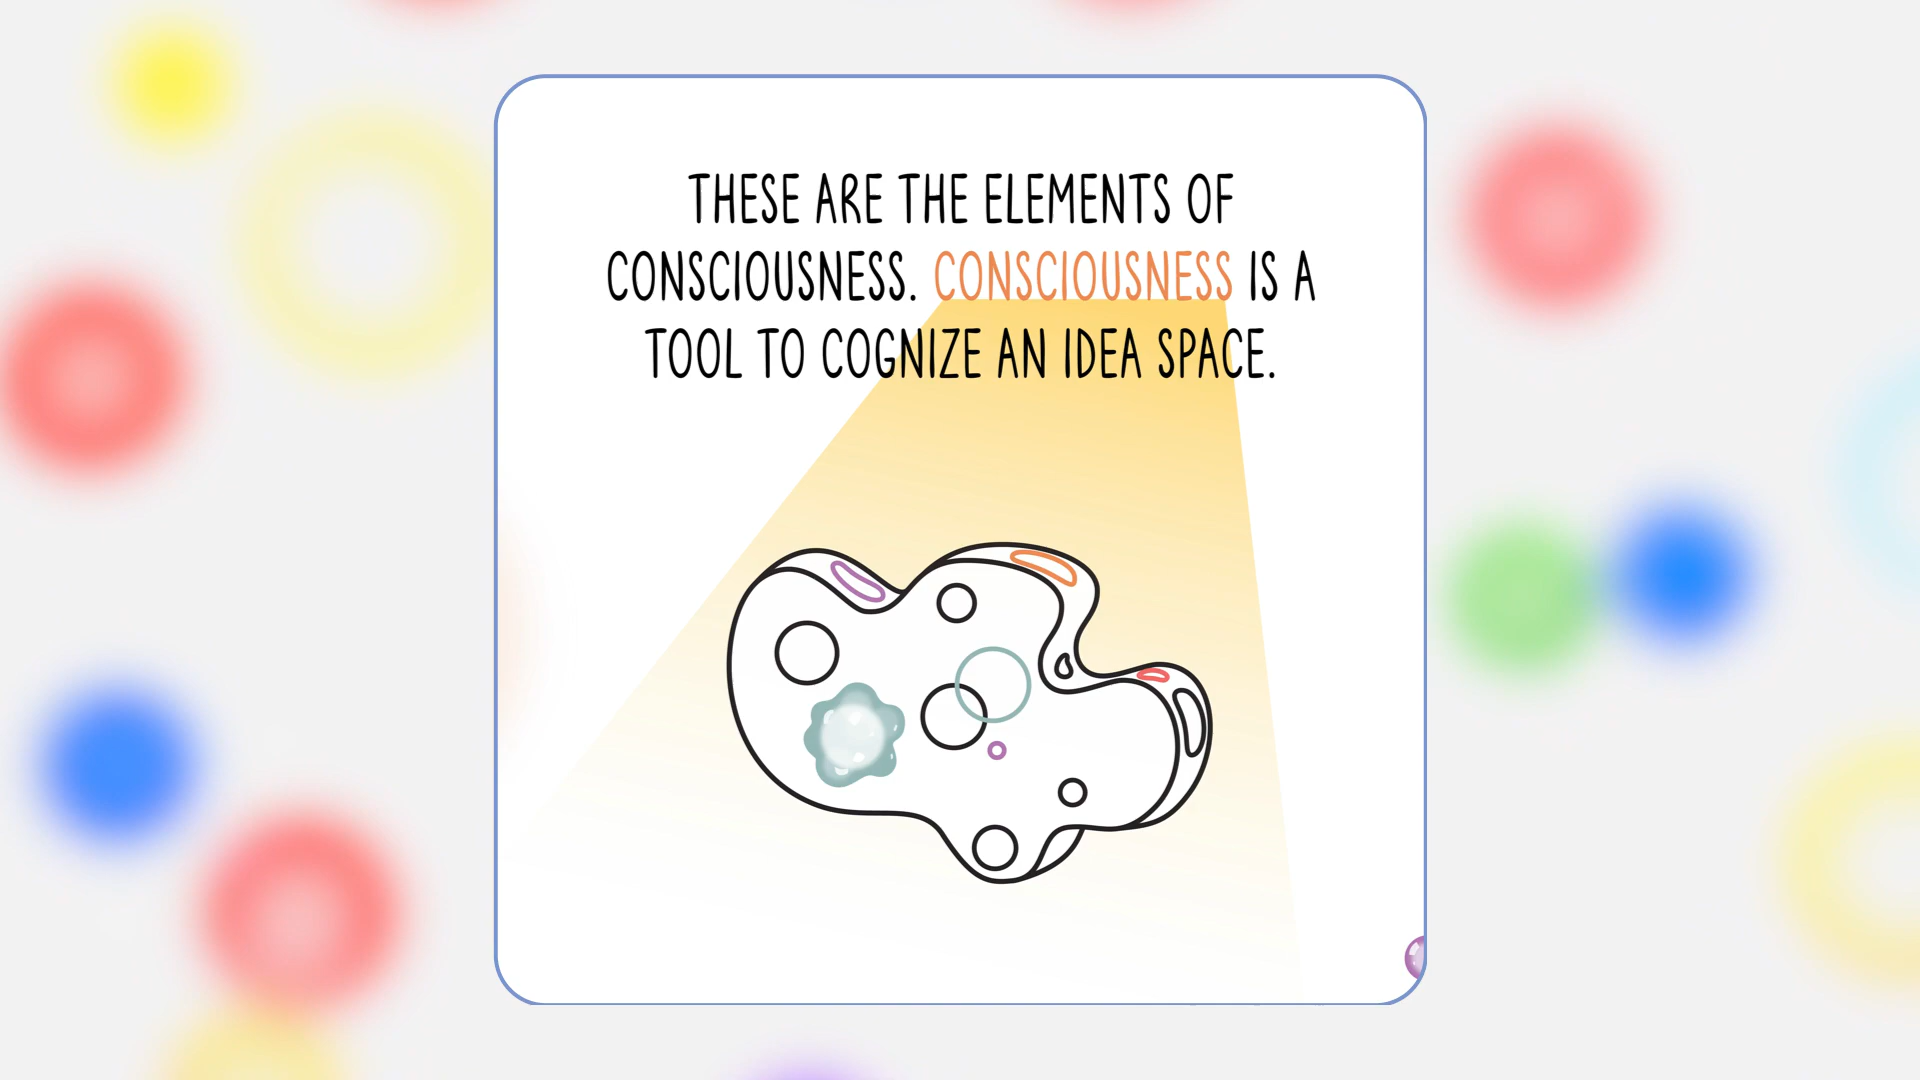 THESE ARE THE ELEMENTS OF
CONSCIOUSNESS. CONSCIOUSNESS IS A
TOOL TO COGNIZE AN IDEA SPACE.